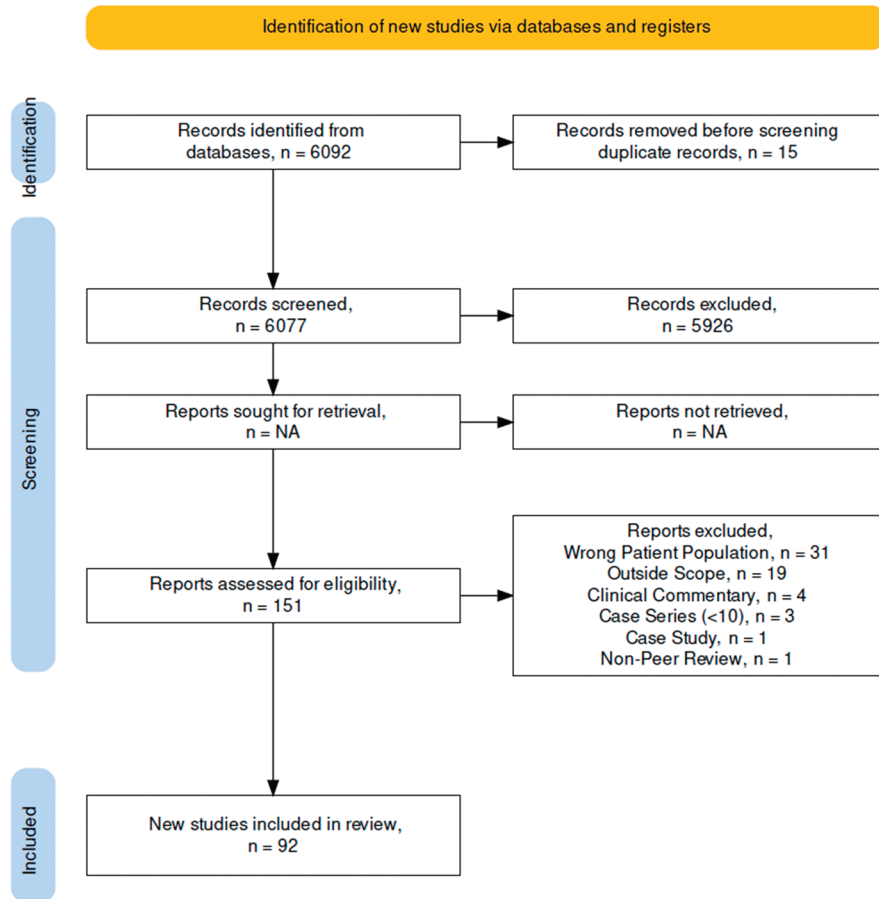 Identification of new studies via databases and registers
Identification
Records identified from
databases, n = 6092
Records removed before screening
duplicate records, n = 15
Screening
Records screened,
n = 6077
Records excluded,
n = 5926
Reports sought for retrieval,
n = NA
Reports not retrieved,
n = NA
Reports assessed for eligibility,
n = 151
Reports excluded,
Wrong Patient Population, n = 31
Outside Scope, n = 19
Clinical Commentary, n = 4
Case Series (<10), n = 3
Case Study, n = 1
Non-Peer Review, n = 1
Included
New studies included in review,
n = 92